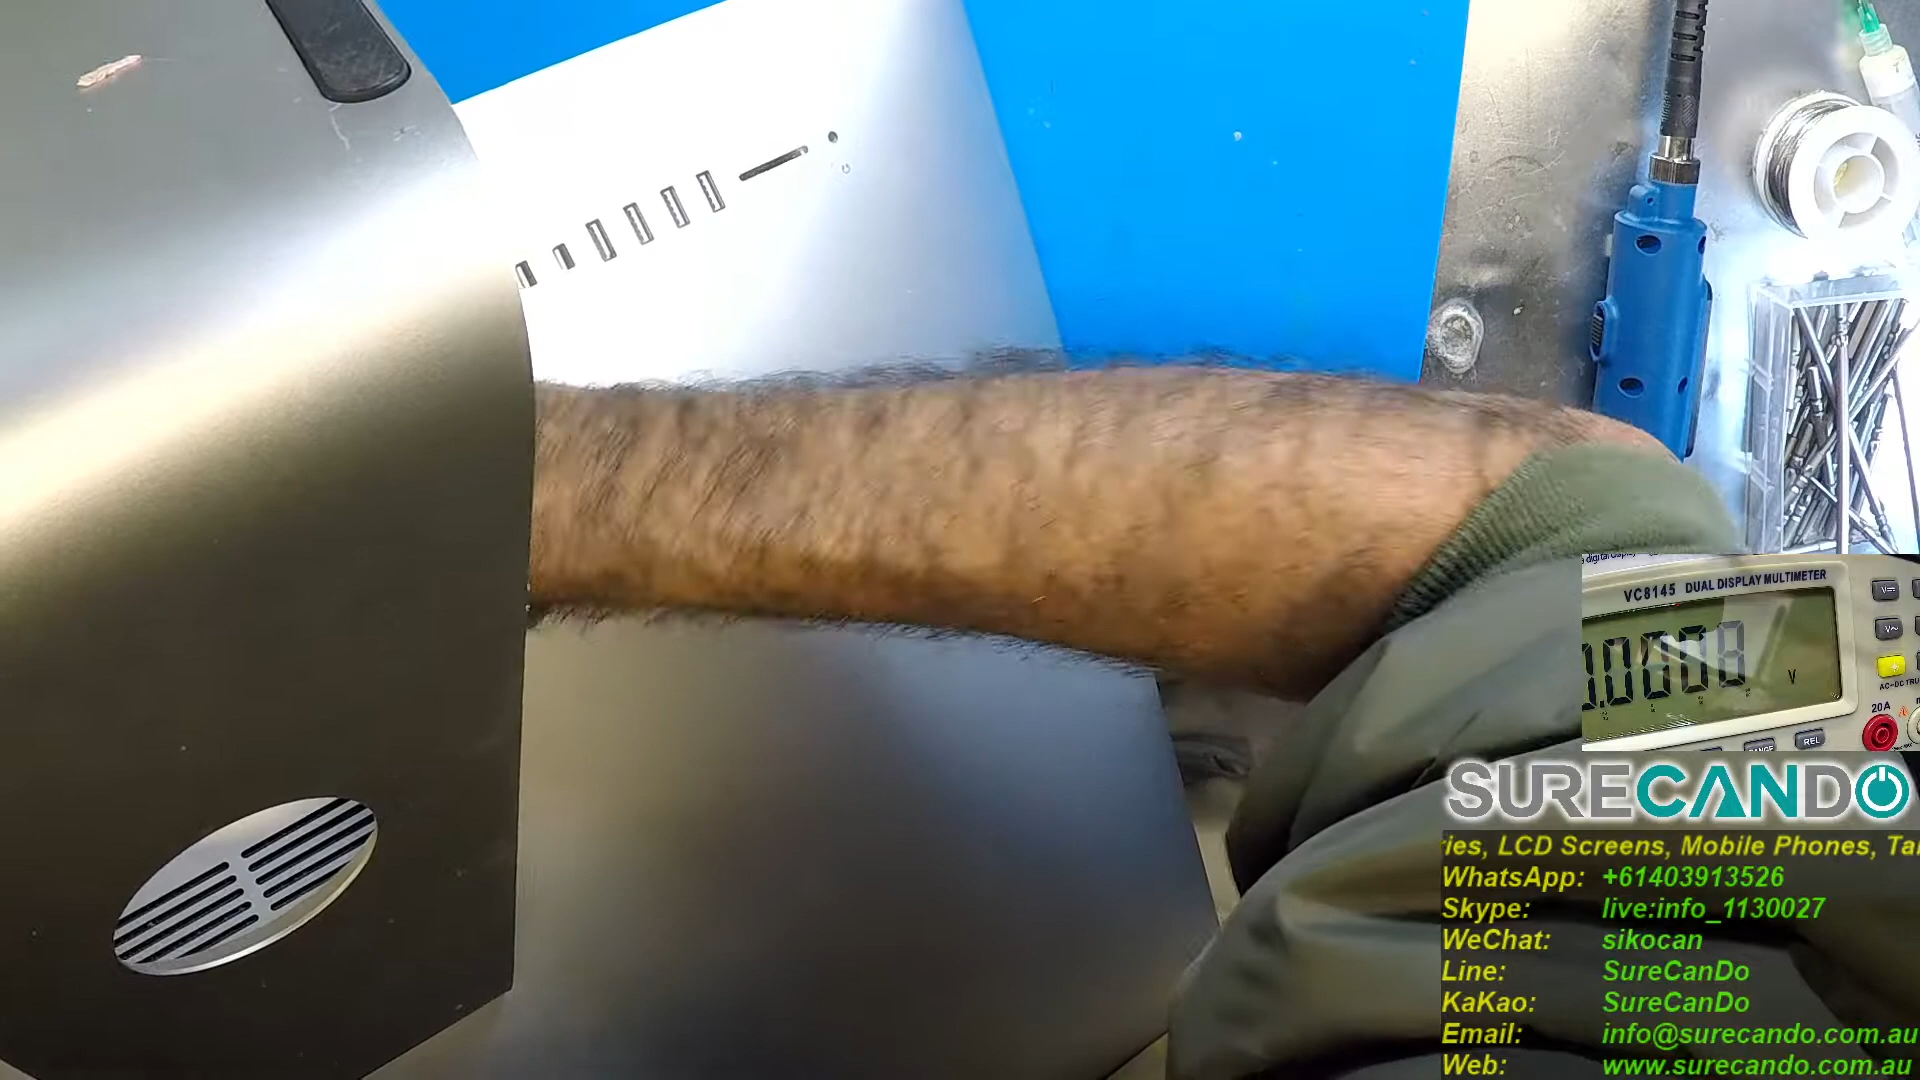 VC8145 DUAL DISPLAY MULTIMETER
V
20A
REL
SURECANDO
ries, LCD Screens, Mobile Phones, Ta
WhatsApp: +61403913526
Skype: live:info_1130027
WeChat: sikocan
Line: SureCanDo
KaKao: SureCanDo
Email: info@surecando.com.au
Web: www.surecando.com.au